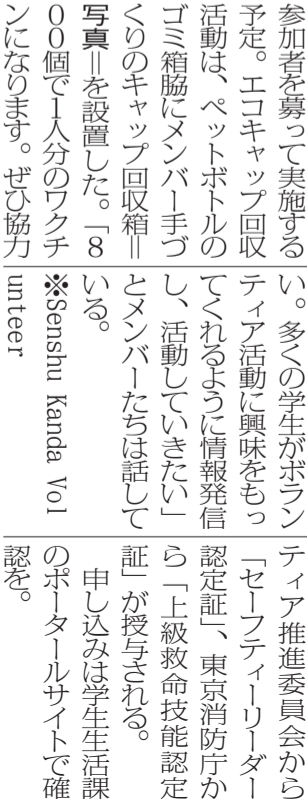 参加者を募って実施する
予定。エコキャップ回収
活動は、ペットボトルの
ゴミ箱脇にメンバー手づ
くりのキャップ回収箱＝
写真＝を設置した。「８
００個で１人分のワクチ
ンになります。ぜひ協力
い。多くの学生がボラン
ティア活動に興味をもっ
てくれるように情報発信
し、活動していきたい」
とメンバーたちは話して
いる。
※Senshu Kanda Vol
unteer
ティア推進委員会から
「セーフティーリーダー
認定証」、東京消防庁か
ら「上級救命技能認定
証」が授与される。
申し込みは学生生活課
のポータルサイトで確
認を。